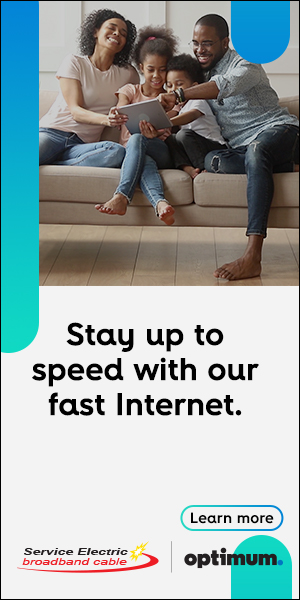 Stay up to
speed with our
fast Internet.
Learn more
Service Electric
broadband cable
optimum.